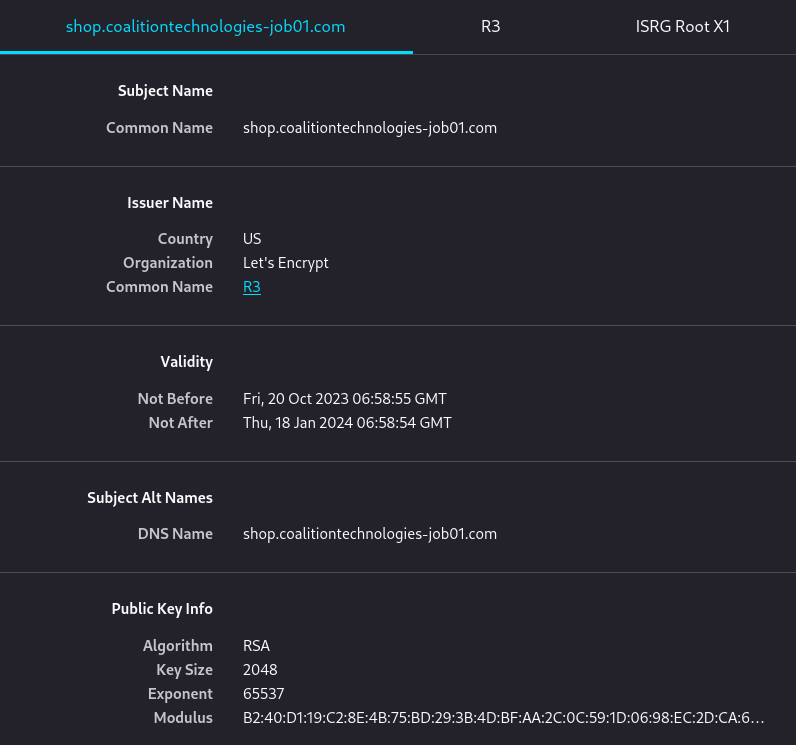 shop.coalitiontechnologies-job01.com R3 ISRG Root X1
Subject Name
Common Name shop.coalitiontechnologies-job01.com
Issuer Name
Country US
Organization Let's Encrypt
Common Name R3
Validity
Not Before Fri, 20 Oct 2023 06:58:55 GMT
Not After Thu, 18 Jan 2024 06:58:54 GMT
Subject Alt Names
DNS Name shop.coalitiontechnologies-job01.com
Public Key Info
Algorithm RSA
Key Size 2048
Exponent 65537
Modulus B2:40:D1:19:C2:8E:4B:75:BD:29:3B:4D:BF:AA:2C:0C:59:1D:06:98:EC:2D:CA:6…